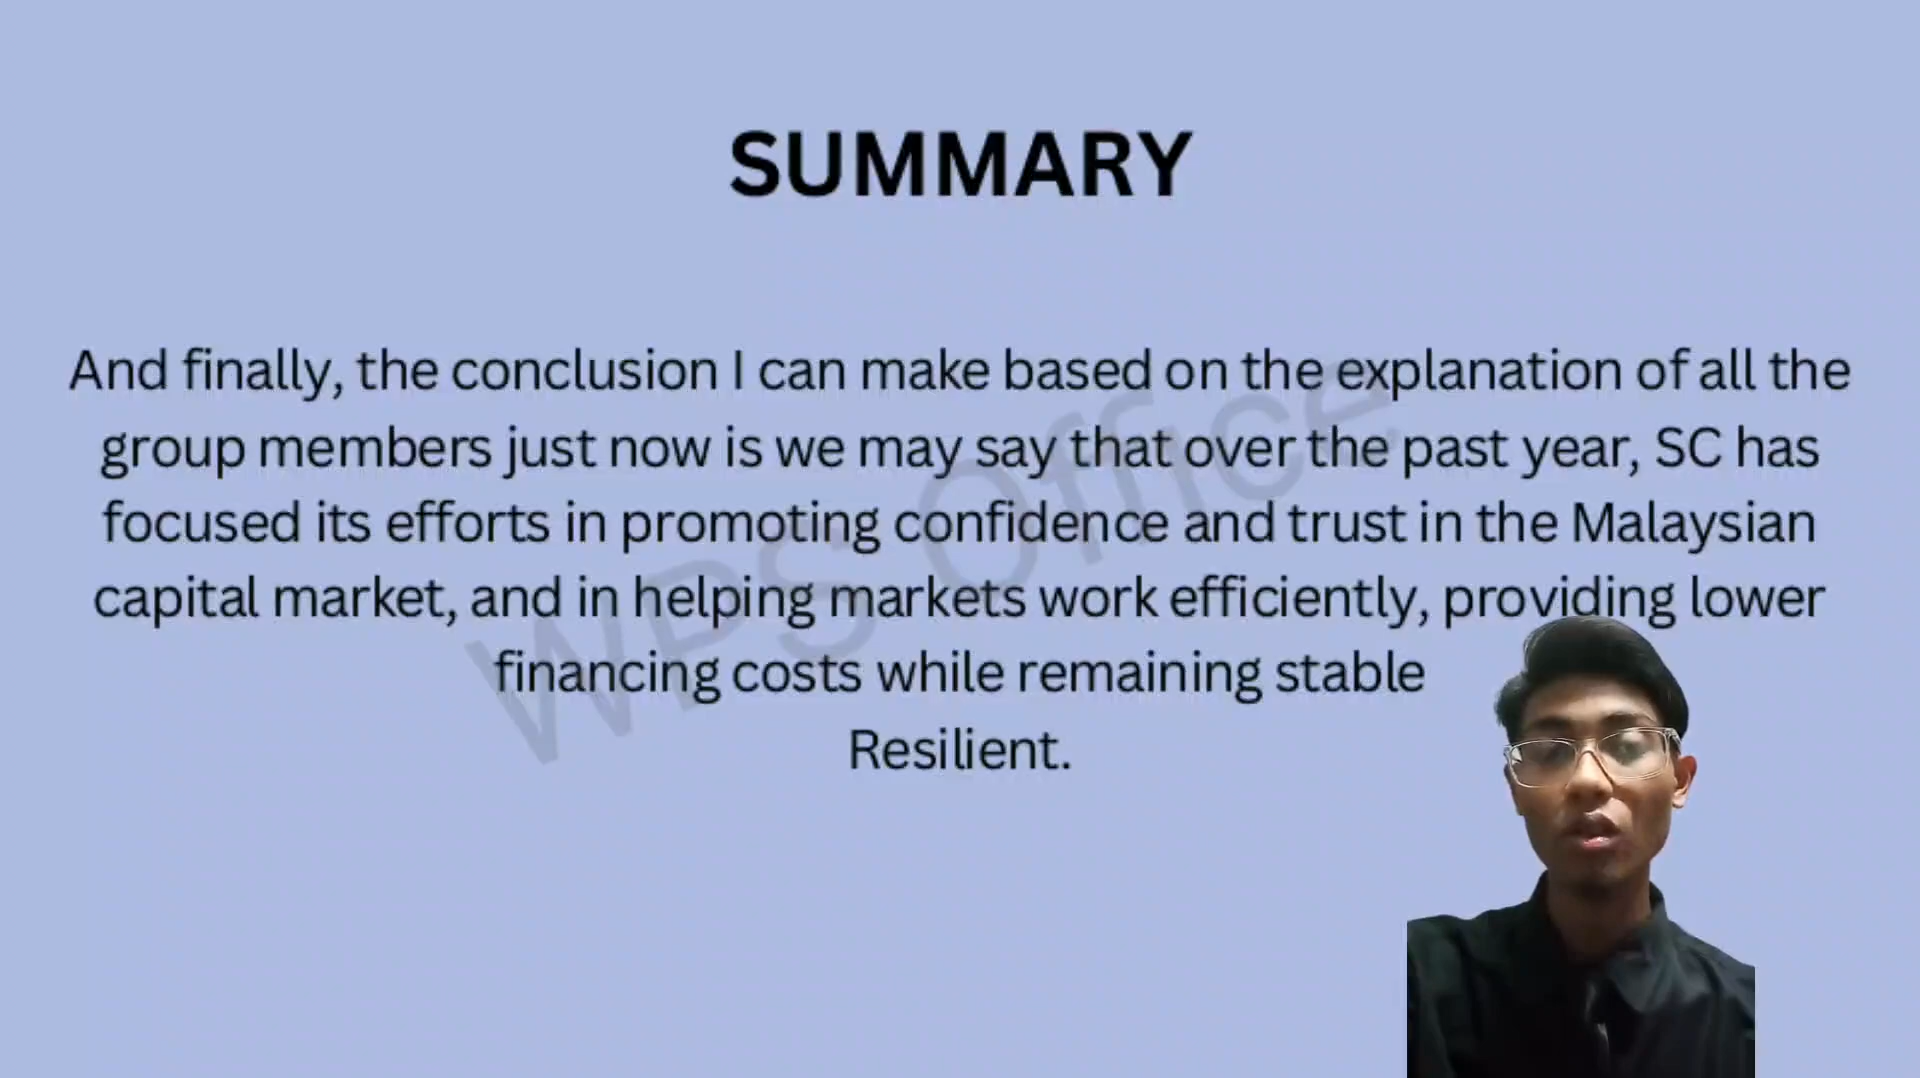 SUMMARY
And finally, the conclusion I can make based on the explanation of all the
group members just now is we may say that over the past year, SC has
focused its efforts in promoting confidence and trust in the Malaysian
capital market, and in helping markets work efficiently, providing lower
financing costs while remaining stable
Resilient.
WPS Office